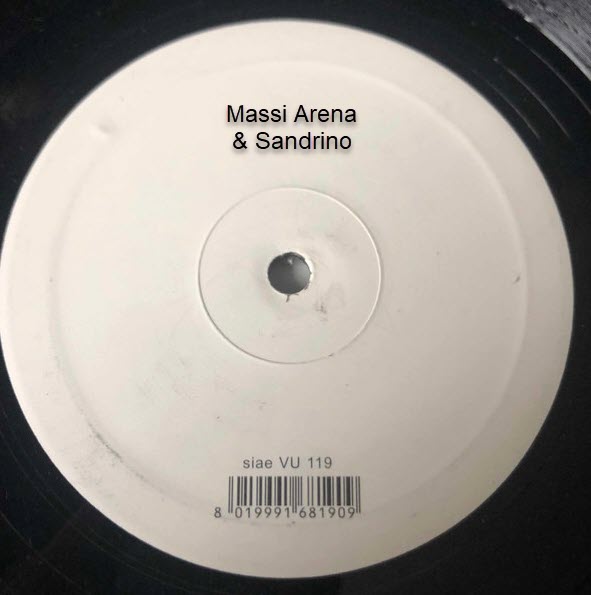 Massi Arena
& Sandrino
siae VU 119
8 019991 681909